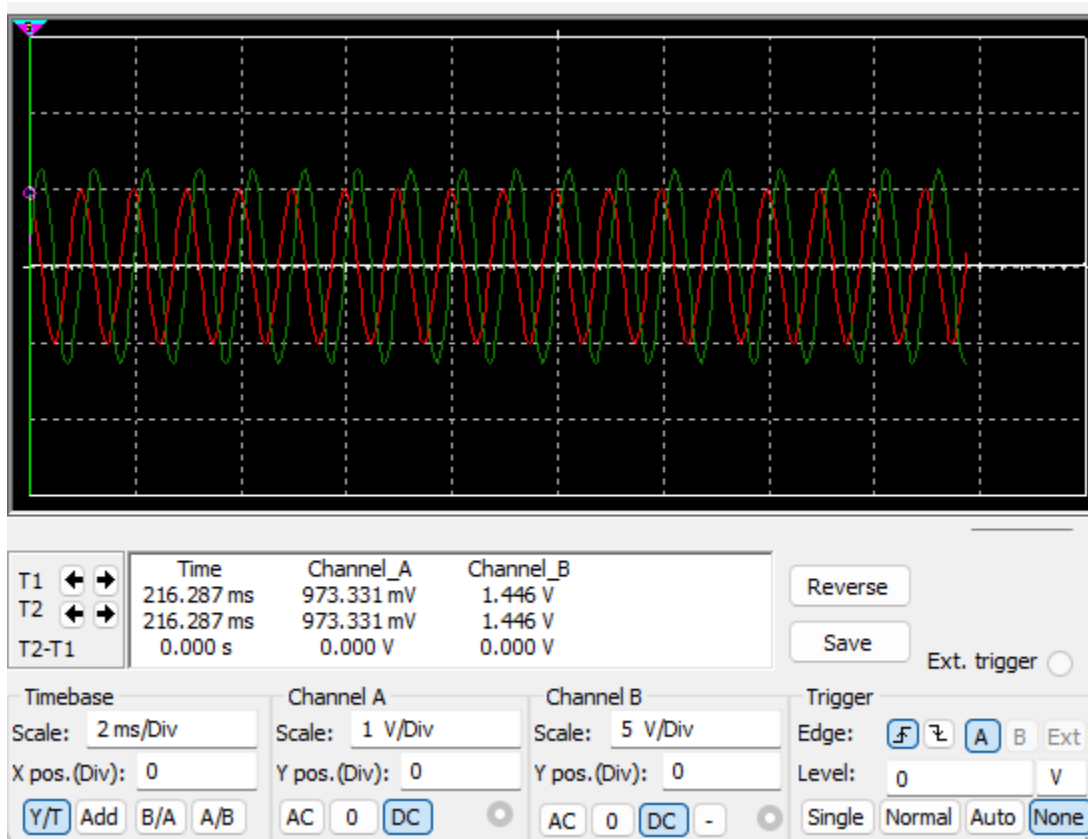 Time Channel_A Channel_B
T1 216.287 ms 973.331 mV 1.446 V
T2 216.287 ms 973.331 mV 1.446 V
T2-T1 0.000 s 0.000 V 0.000 V
Reverse
Save
Ext. trigger
Timebase Channel A Channel B Trigger
Scale: 2 ms/Div Scale: 1 V/Div Scale: 5 V/Div Edge: A B Ext
X pos.(Div): 0 Y pos.(Div): 0 Y pos.(Div): 0 Level: 0 V
Y/T Add B/A A/B AC 0 DC AC 0 DC - Single Normal Auto None